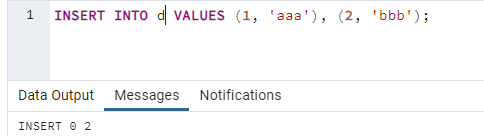 1 INSERT INTO d VALUES (1, 'aaa'), (2, 'bbb');
Data Output Messages Notifications
INSERT 0 2